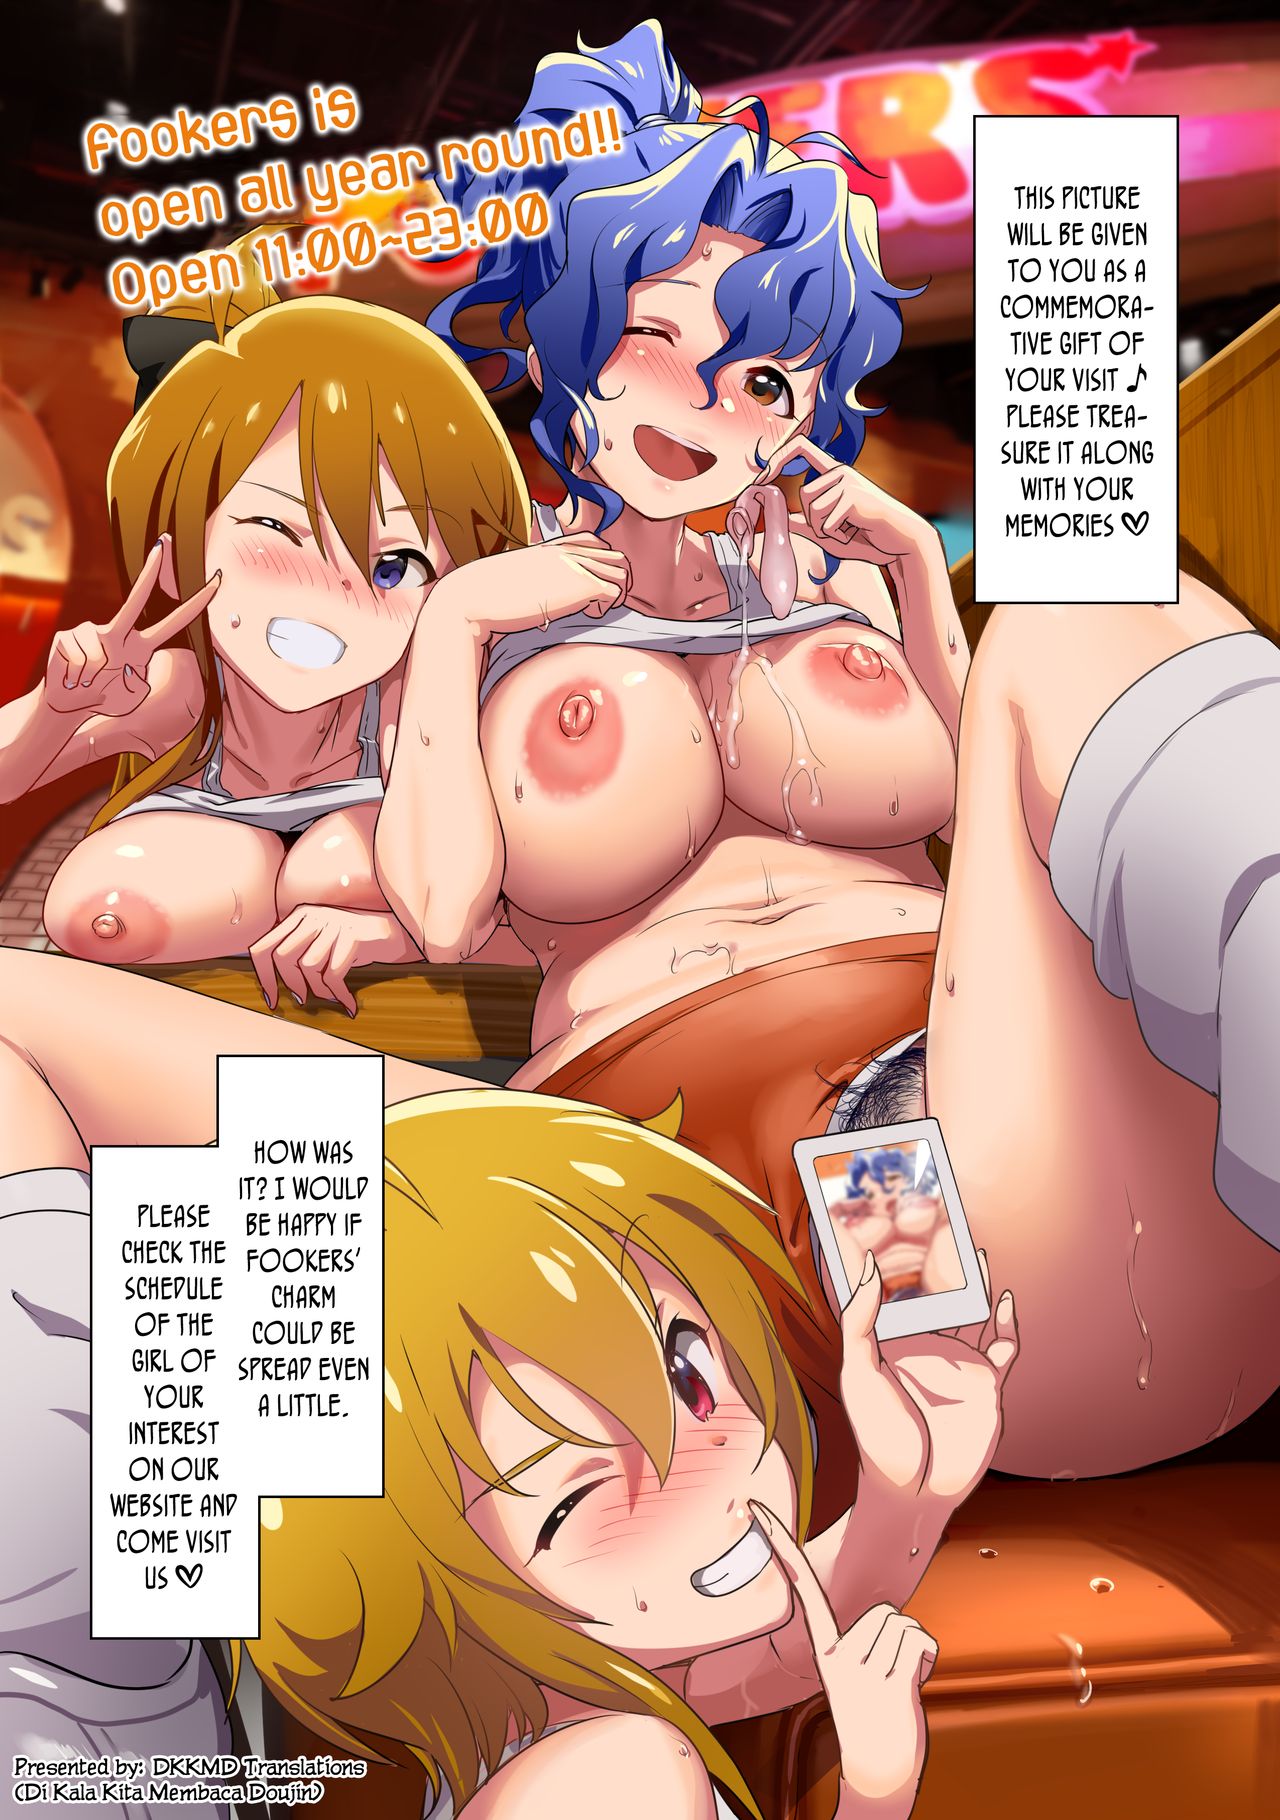 Fookers is
open all year round!!
Open 11:00~23:00
ERS
THIS PICTURE
WILL BE GIVEN
TO YOU AS A
COMMEMORA-
TIVE GIFT OF
YOUR VISIT ♪
PLEASE TREA-
SURE IT ALONG
WITH YOUR
MEMORIES ♡
HOW WAS
IT? I WOULD
BE HAPPY IF
FOOKERS'
CHARM
COULD BE
SPREAD EVEN
A LITTLE.
PLEASE
CHECK THE
SCHEDULE
OF THE
GIRL OF
YOUR
INTEREST
ON OUR
WEBSITE AND
COME VISIT
US ♡
Presented by: DKKMD Translations
(Di Kala Kita Membaca Doujin)